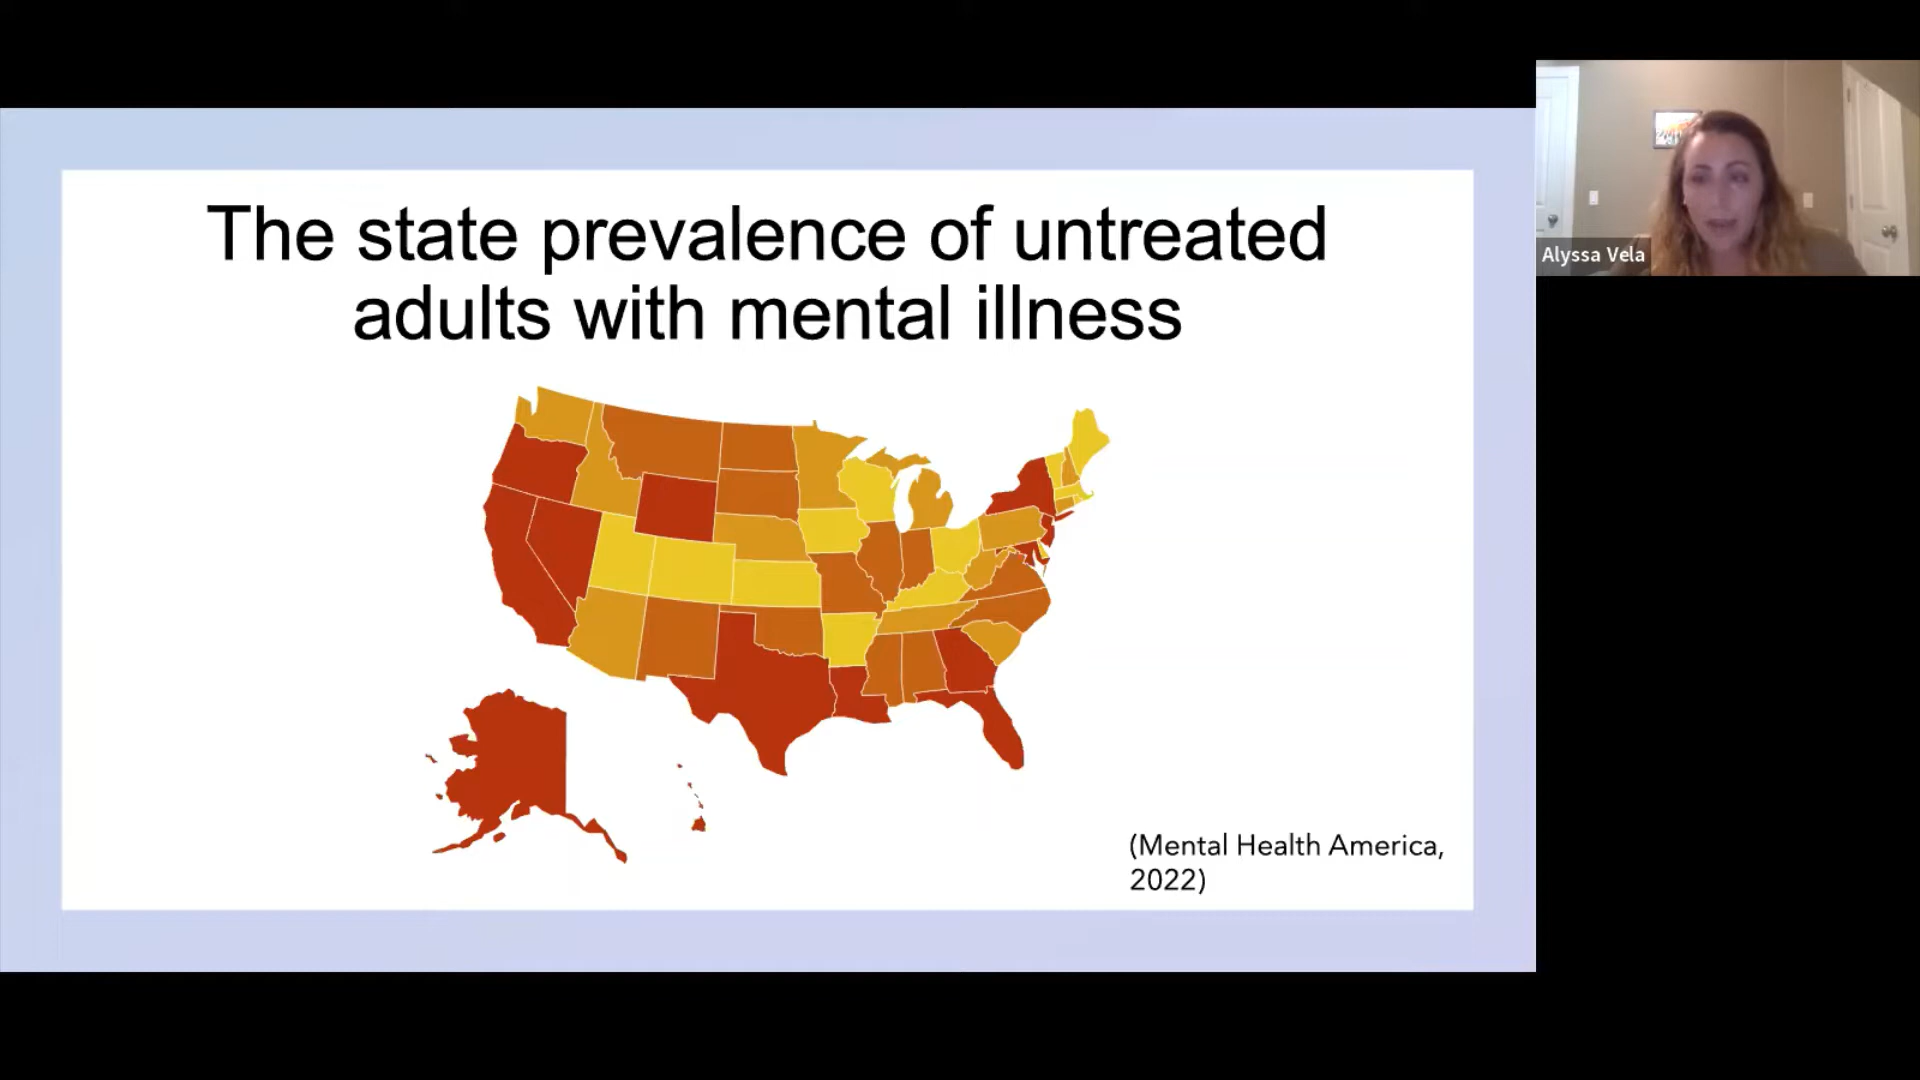 The state prevalence of untreated
adults with mental illness
(Mental Health America,
2022)
Alyssa Vela